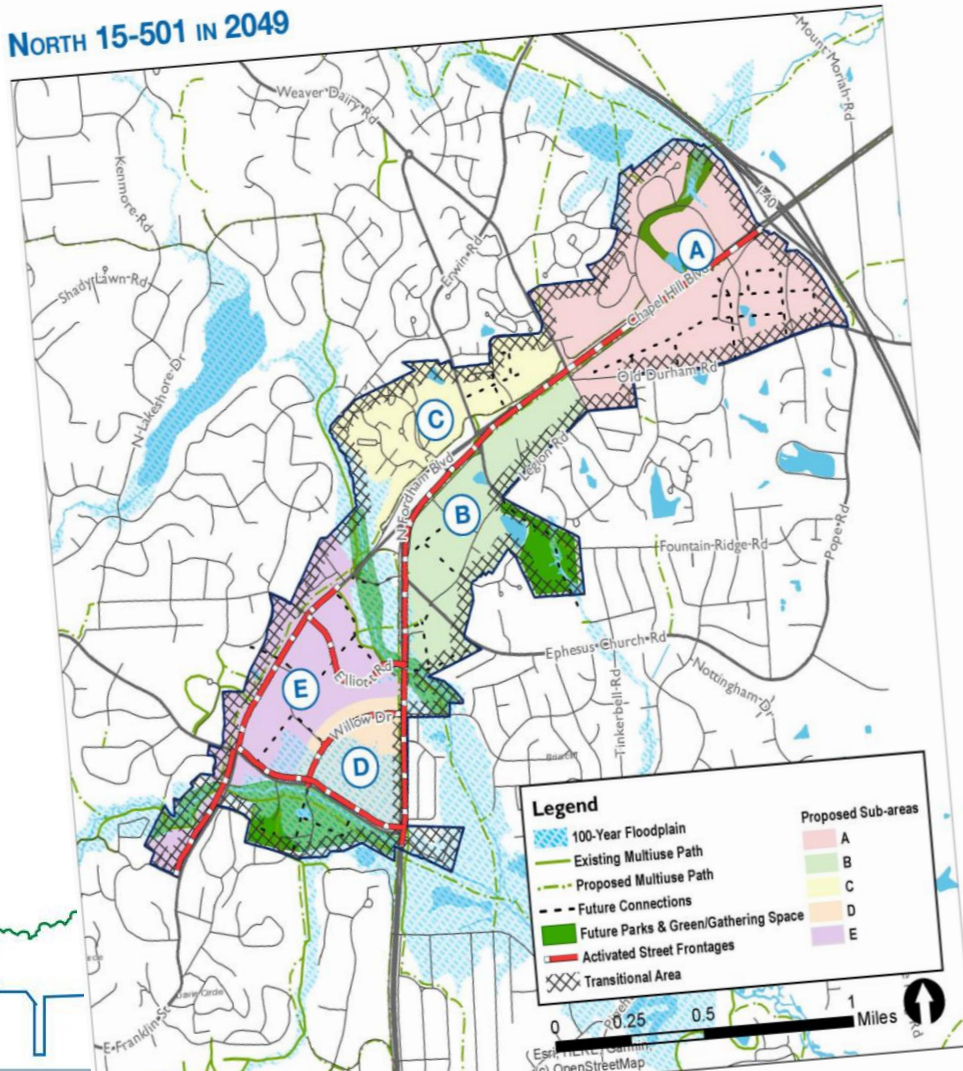 NORTH 15-501 IN 2049
Weaver Dairy Rd
Mount Moriah Rd
Kenmore Rd
I-40
Erwin Rd
A
Shady Lawn Rd
Chapel Hill Blvd
N Lakeshore Dr
Old Durham Rd
C
Legion Rd
N Fordham Blvd
B
Pope Rd
Fountain Ridge Rd
Ephesus Church Rd
Elliott Rd
E
Nottingham Dr
Tinkerbell Rd
Willow Dr
D
Legend
100-Year Floodplain
Existing Multiuse Path
Proposed Multiuse Path
Future Connections
Future Parks & Green/Gathering Space
Activated Street Frontages
Transitional Area
Proposed Sub-areas
A
B
C
D
E
0 0.25 0.5 1
Miles
E Franklin St
Davie Circle
Esri, HERE, Garmin,
(c) OpenStreetMap